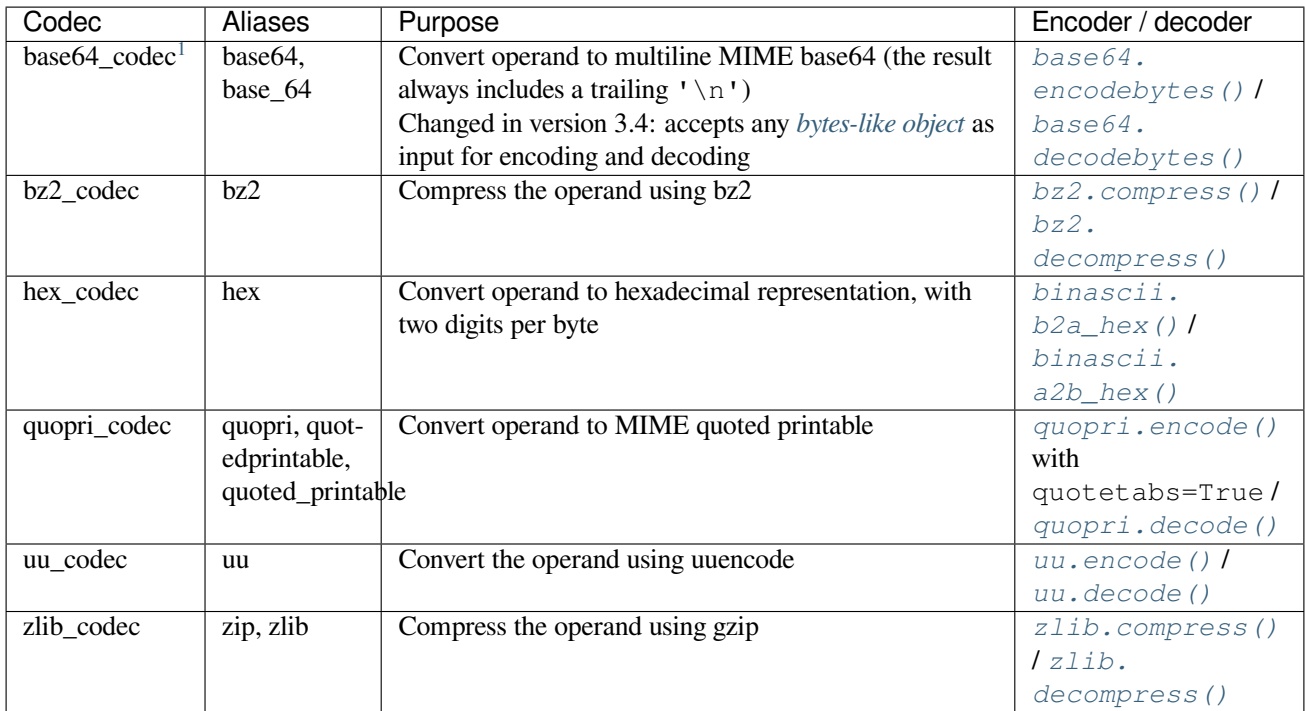 Codec Aliases Purpose Encoder / decoder
base64_codec1 base64, Convert operand to multiline MIME base64 (the result base64.
base_64 always includes a trailing '\n') encodebytes() /
Changed in version 3.4: accepts any bytes-like object as base64.
input for encoding and decoding decodebytes()
bz2_codec bz2 Compress the operand using bz2 bz2.compress() /
bz2.
decompress()
hex_codec hex Convert operand to hexadecimal representation, with binascii.
two digits per byte b2a_hex() /
binascii.
a2b_hex()
quopri_codec quopri, quot- Convert operand to MIME quoted printable quopri.encode()
edprintable, with
quoted_printable quotetabs=True /
quopri.decode()
uu_codec uu Convert the operand using uuencode uu.encode() /
uu.decode()
zlib_codec zip, zlib Compress the operand using gzip zlib.compress()
/ zlib.
decompress()